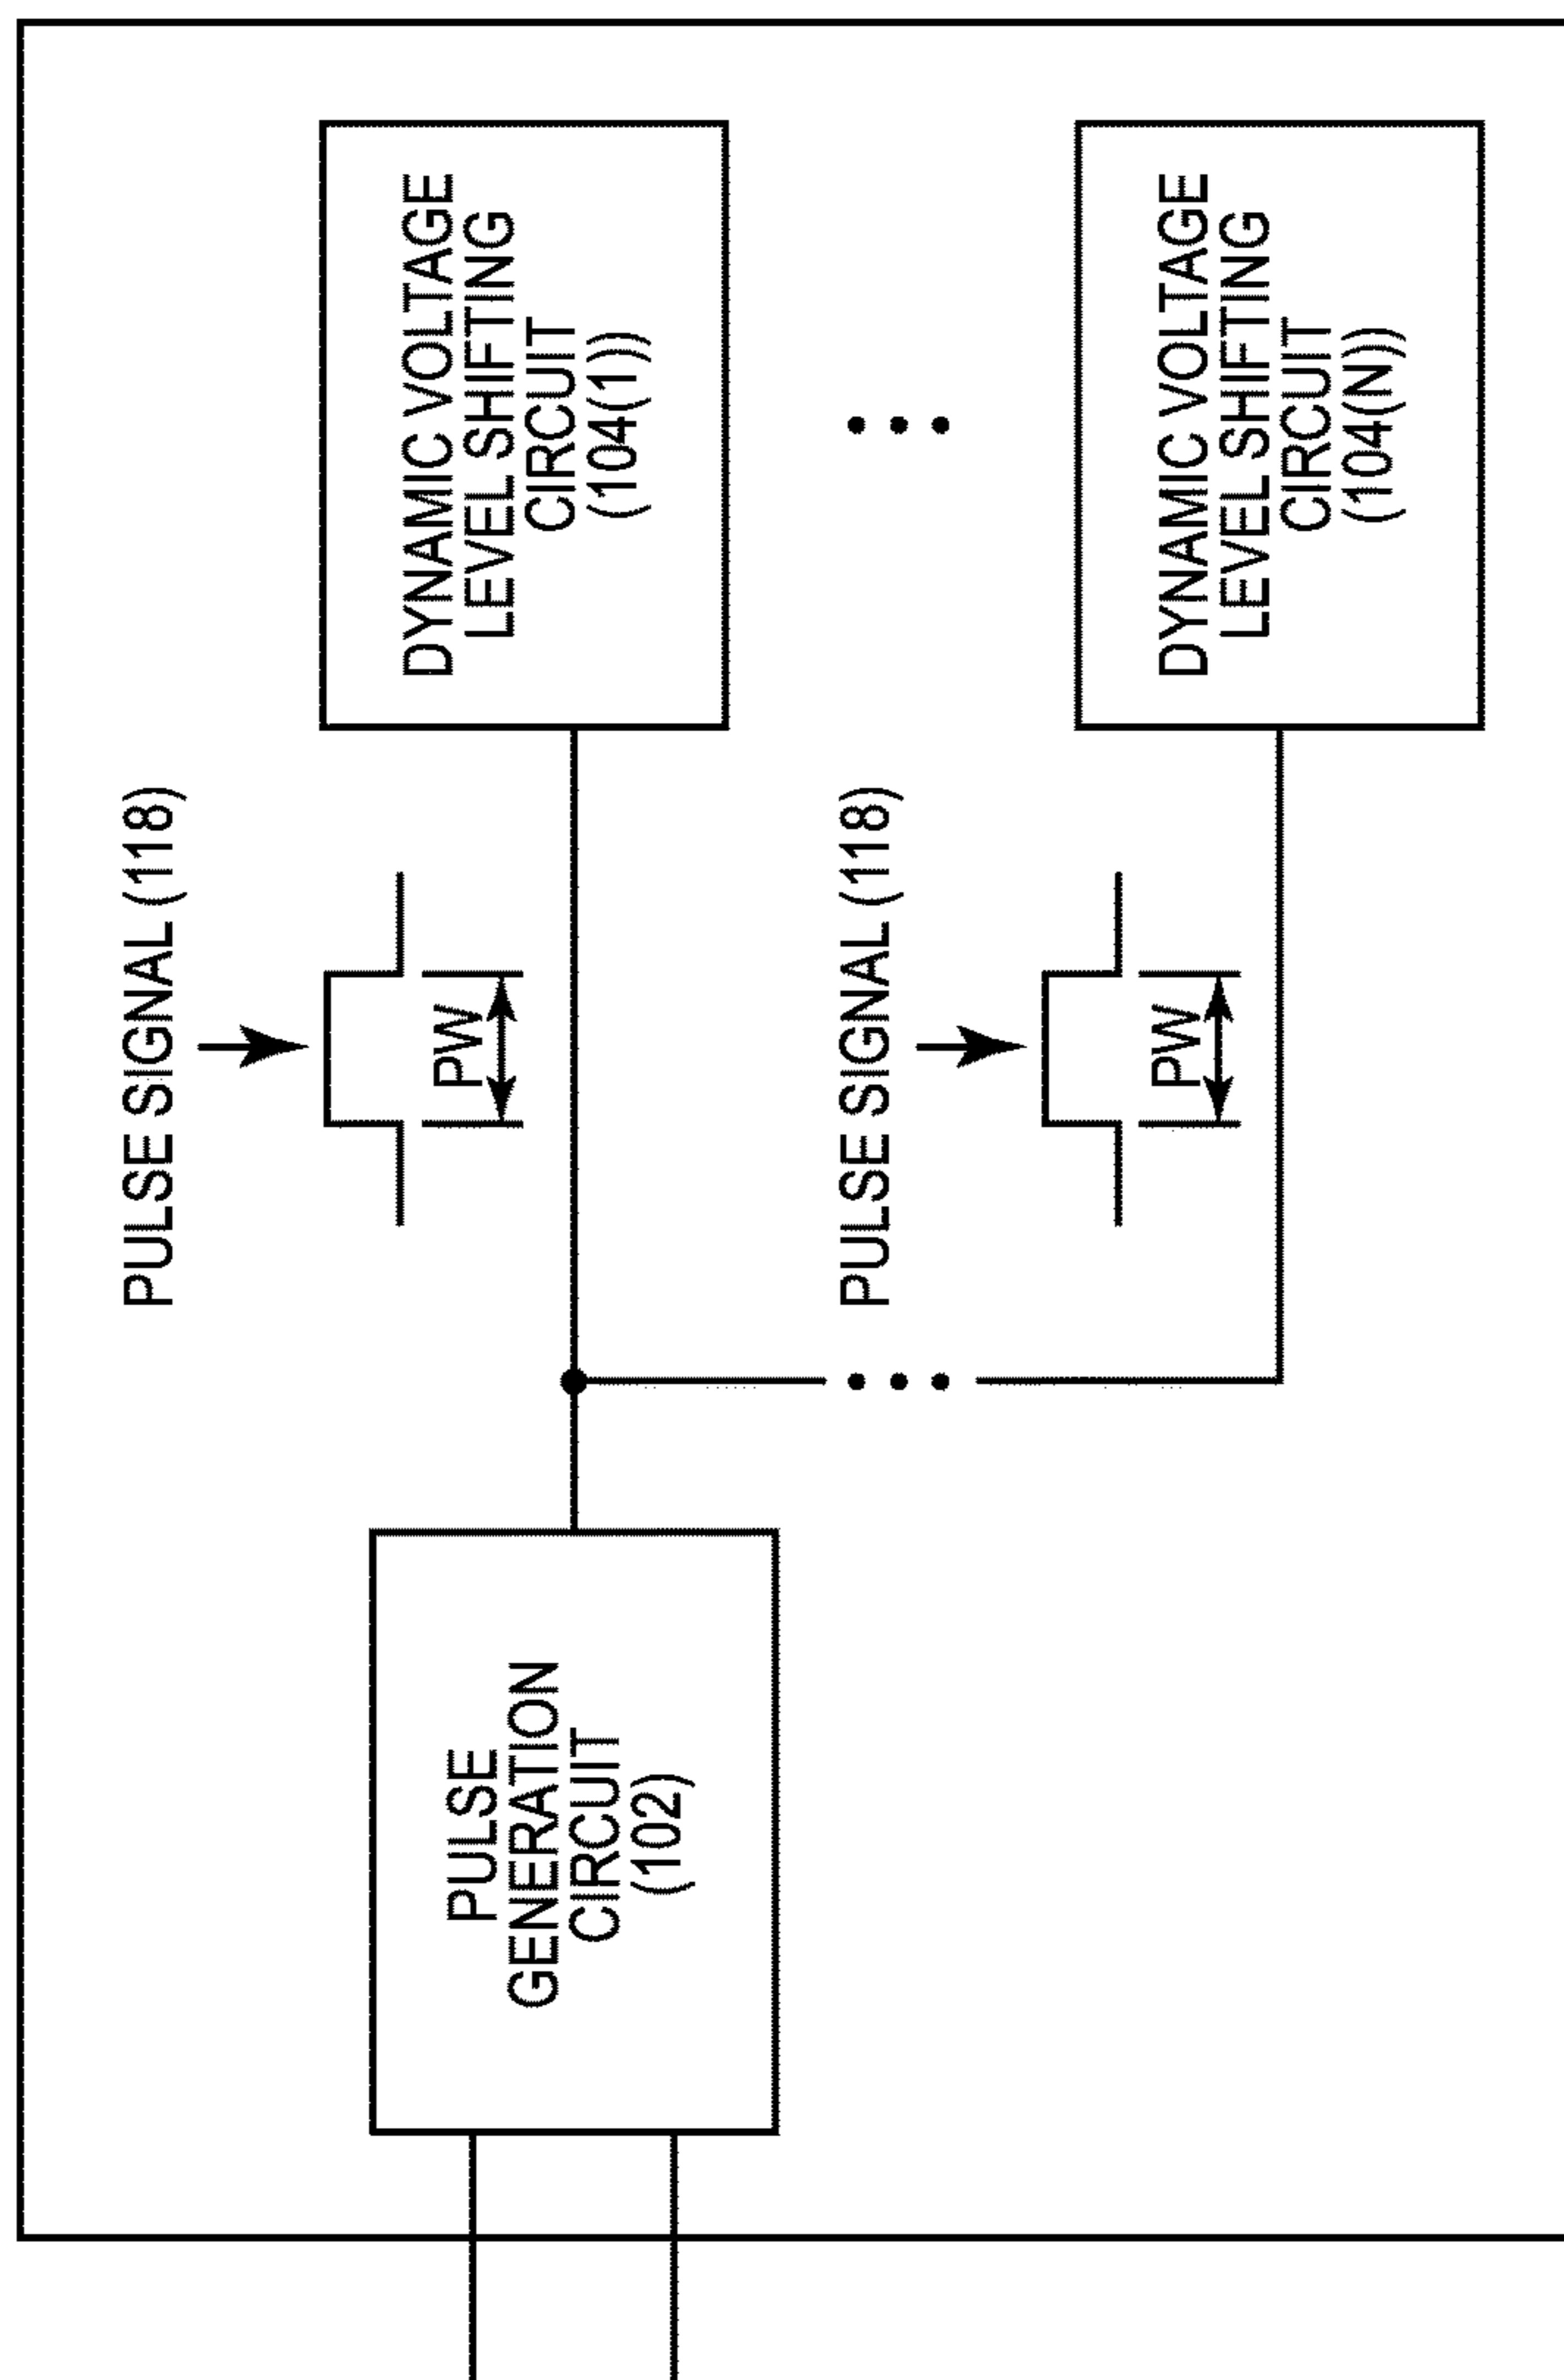 PULSE
GENERATION
CIRCUIT
(102)
PULSE SIGNAL (118)
PW
DYNAMIC VOLTAGE
LEVEL SHIFTING
CIRCUIT
(104(1))
PULSE SIGNAL (118)
PW
DYNAMIC VOLTAGE
LEVEL SHIFTING
CIRCUIT
(104(N))